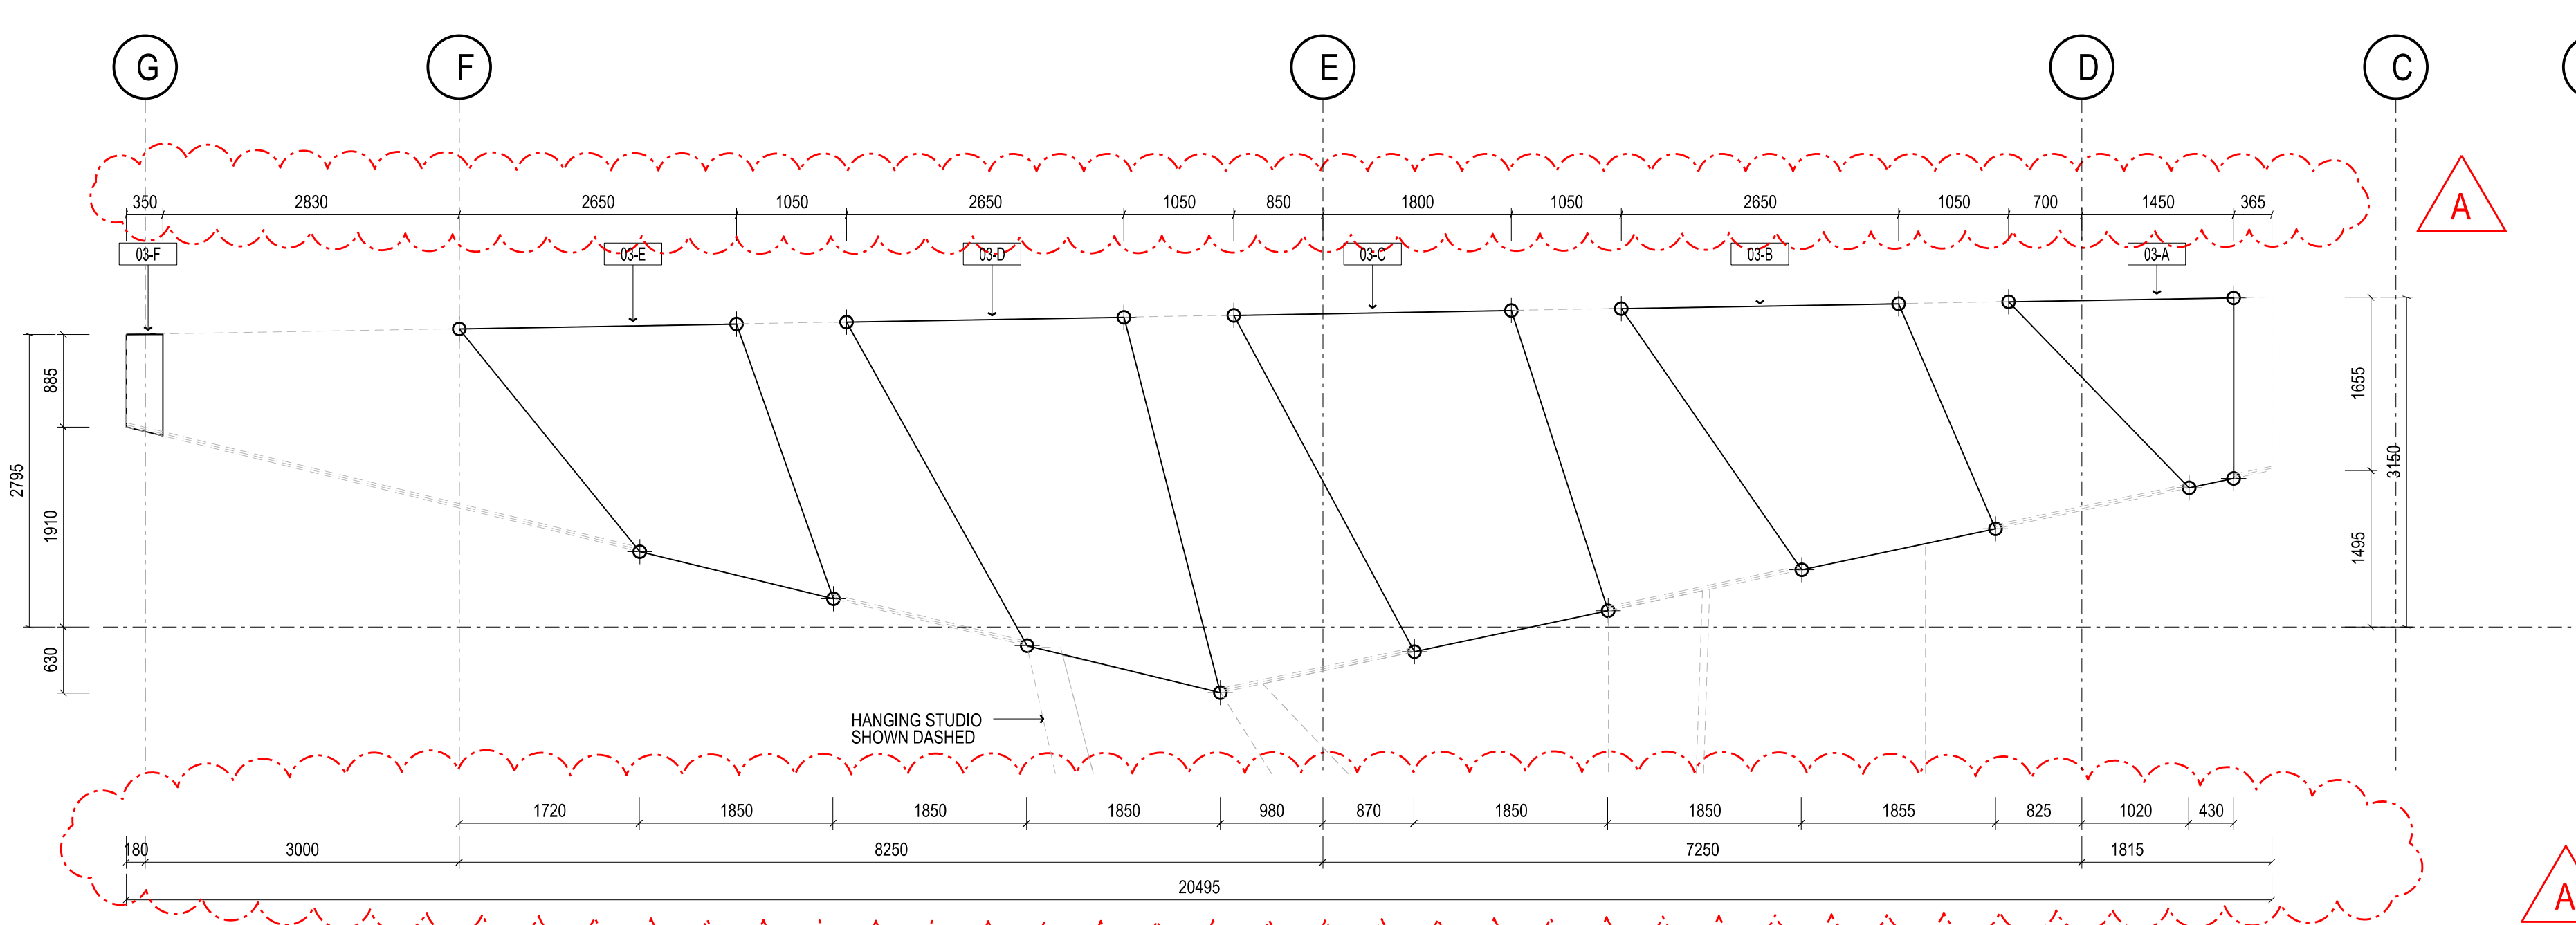 G F E D C
350 2830 2650 1050 2650 1050 850 1800 1050 2650 1050 700 1450 365
A
03-F 03-E 03-D 03-C 03-B 03-A
885
1655
2795
3150
1910
1495
630
HANGING STUDIO
SHOWN DASHED
1720 1850 1850 1850 980 870 1850 1850 1855 825 1020 430
180 3000 8250 7250 1815
20495
A